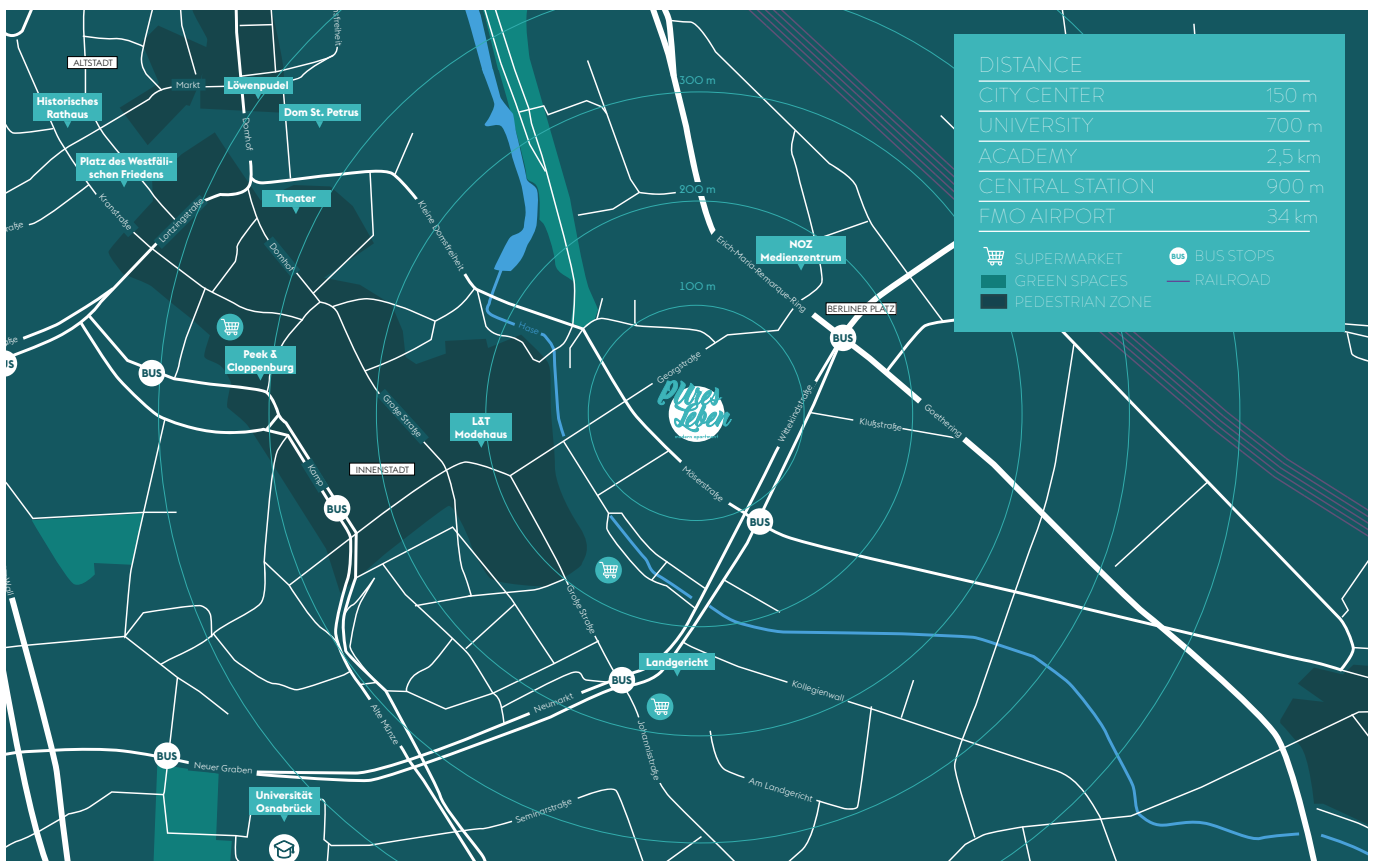 ALTSTADT
Markt
Löwenpudel
Historisches
Rathaus
Dom St. Petrus
Domhof
Platz des Westfäli-
schen Friedens
Theater
Kranstraße
Lortzingstraße
Domhof
Kleine Domsfreiheit
300 m
200 m
100 m
Erich-Maria-Remarque-Ring
NOZ
Medienzentrum
BERLINER PLATZ
BUS
DISTANCE
CITY CENTER 150 m
UNIVERSITY 700 m
ACADEMY 2,5 km
CENTRAL STATION 900 m
FMO AIRPORT 34 km
SUPERMARKET
BUS BUS STOPS
GREEN SPACES
RAILROAD
PEDESTRIAN ZONE
Hase
Peek &
Cloppenburg
BUS
Georgstraße
Leben
Große Straße
L&T
Modehaus
INNENSTADT
Kamp
BUS
Wittekindstraße
Klußstraße
Goethering
Möserstraße
BUS
Wall
Große Straße
Landgericht
BUS
Neumarkt
Kollegienwall
Alte Münze
Johannisstraße
BUS
Neuer Graben
Am Landgericht
Universität
Osnabrück
Seminarstraße